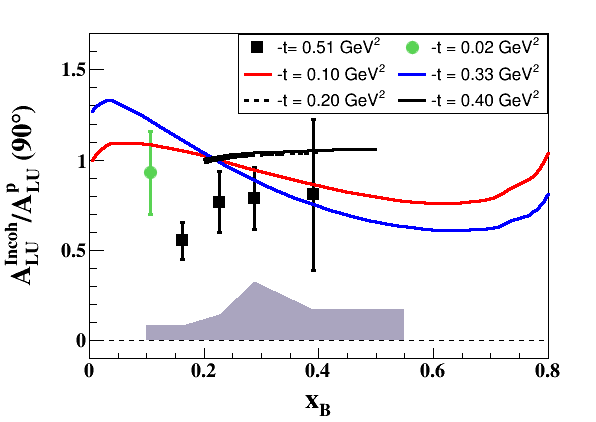 A_LU^Incoh/A_LU^p (90°)
-t= 0.51 GeV² -t = 0.02 GeV²
-t = 0.10 GeV² -t = 0.33 GeV²
-t = 0.20 GeV² -t = 0.40 GeV²
1.5
1
0.5
0
0 0.2 0.4 0.6 0.8
x_B